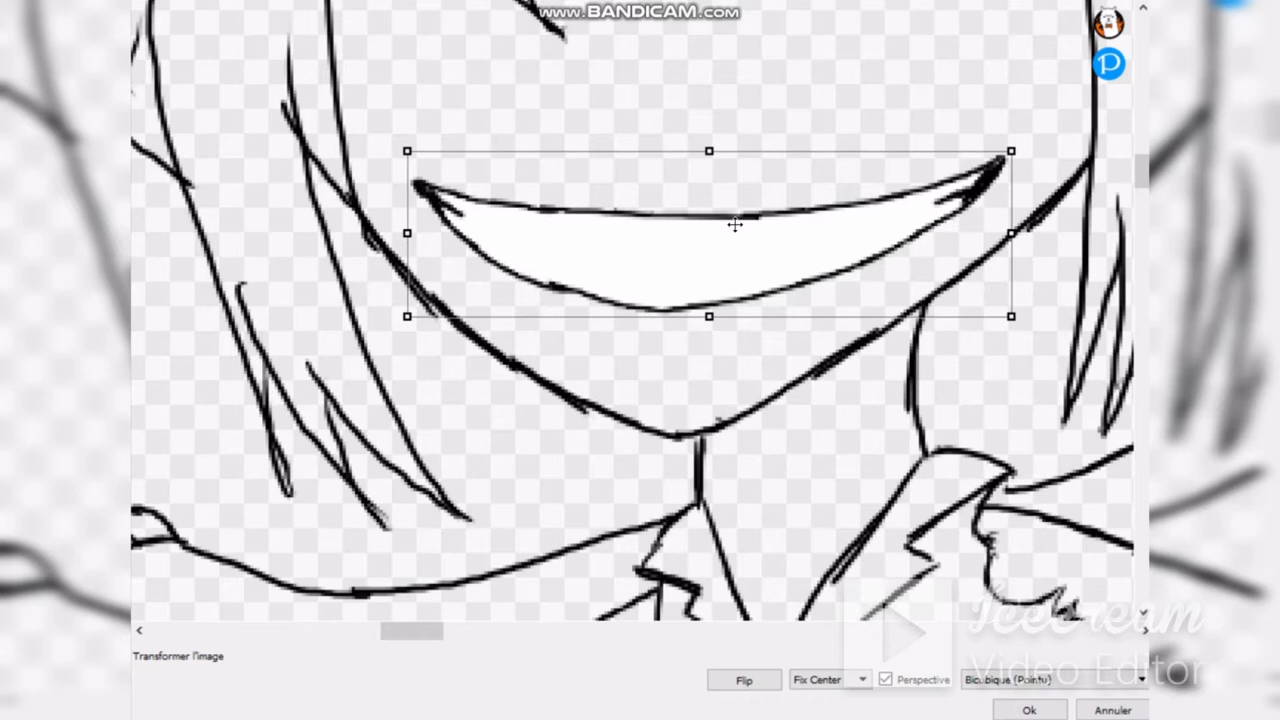 www.BANDICAM.com
Transformer l'image
Flip
Fix Center
Perspective
Bicubique (Pointu)
Ok
Annuler
IceCream
Video Editor